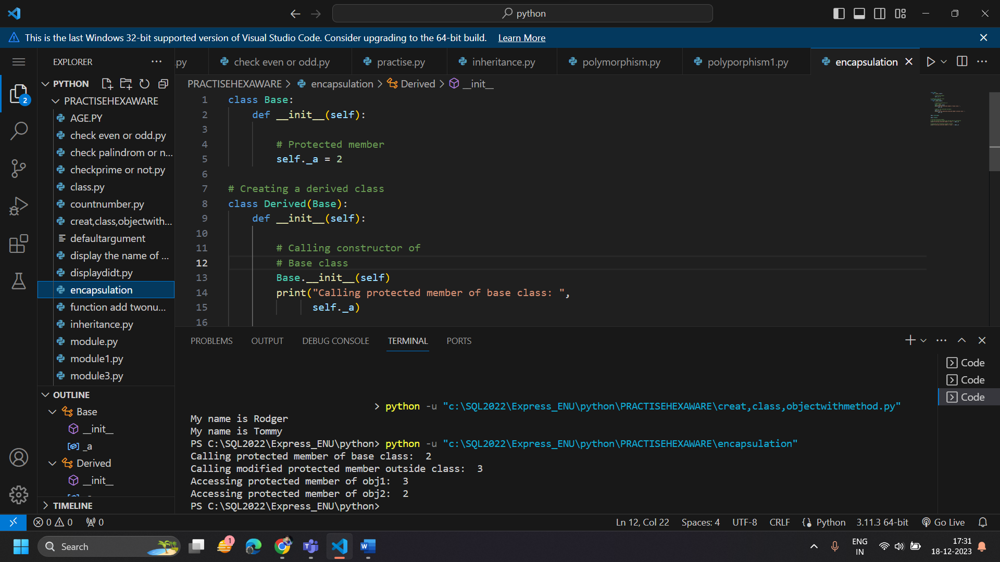 python
This is the last Windows 32-bit supported version of Visual Studio Code. Consider upgrading to the 64-bit build. Learn More
EXPLORER
.py
check even or odd.py
practise.py
inheritance.py
polymorphism.py
polyporphism1.py
encapsulation
PYTHON
PRACTISEHEXAWARE
AGE.PY
check even or odd.py
check palindrom or n...
checkprime or not.py
class.py
countnumber.py
creat,class,objectwith...
defaultargument
display the name of ...
displaydidt.py
encapsulation
function add twonu...
inheritance.py
module.py
module1.py
module3.py
OUTLINE
Base
__init__
_a
Derived
__init__
TIMELINE
2
PRACTISEHEXAWARE > encapsulation > Derived > __init__
1 class Base:
2 def __init__(self):
3
4 # Protected member
5 self._a = 2
6
7 # Creating a derived class
8 class Derived(Base):
9 def __init__(self):
10
11 # Calling constructor of
12 # Base class
13 Base.__init__(self)
14 print("Calling protected member of base class: ",
15 self._a)
16
PROBLEMS OUTPUT DEBUG CONSOLE TERMINAL PORTS
Code
Code
Code
> python -u "c:\SQL2022\Express_ENU\python\PRACTISEHEXAWARE\creat,class,objectwithmethod.py"
My name is Rodger
My name is Tommy
PS C:\SQL2022\Express_ENU\python> python -u "c:\SQL2022\Express_ENU\python\PRACTISEHEXAWARE\encapsulation"
Calling protected member of base class:  2
Calling modified protected member outside class:  3
Accessing protected member of obj1:  3
Accessing protected member of obj2:  2
PS C:\SQL2022\Express_ENU\python>
0 0 0
Ln 12, Col 22 Spaces: 4 UTF-8 CRLF Python 3.11.3 64-bit Go Live
Search
1
ENG
IN
17:31
18-12-2023